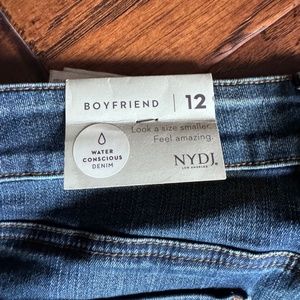 BOYFRIEND | 12
Look a size smaller.
Feel amazing.
WATER
CONSCIOUS
DENIM
NYDJ
LOS ANGELES